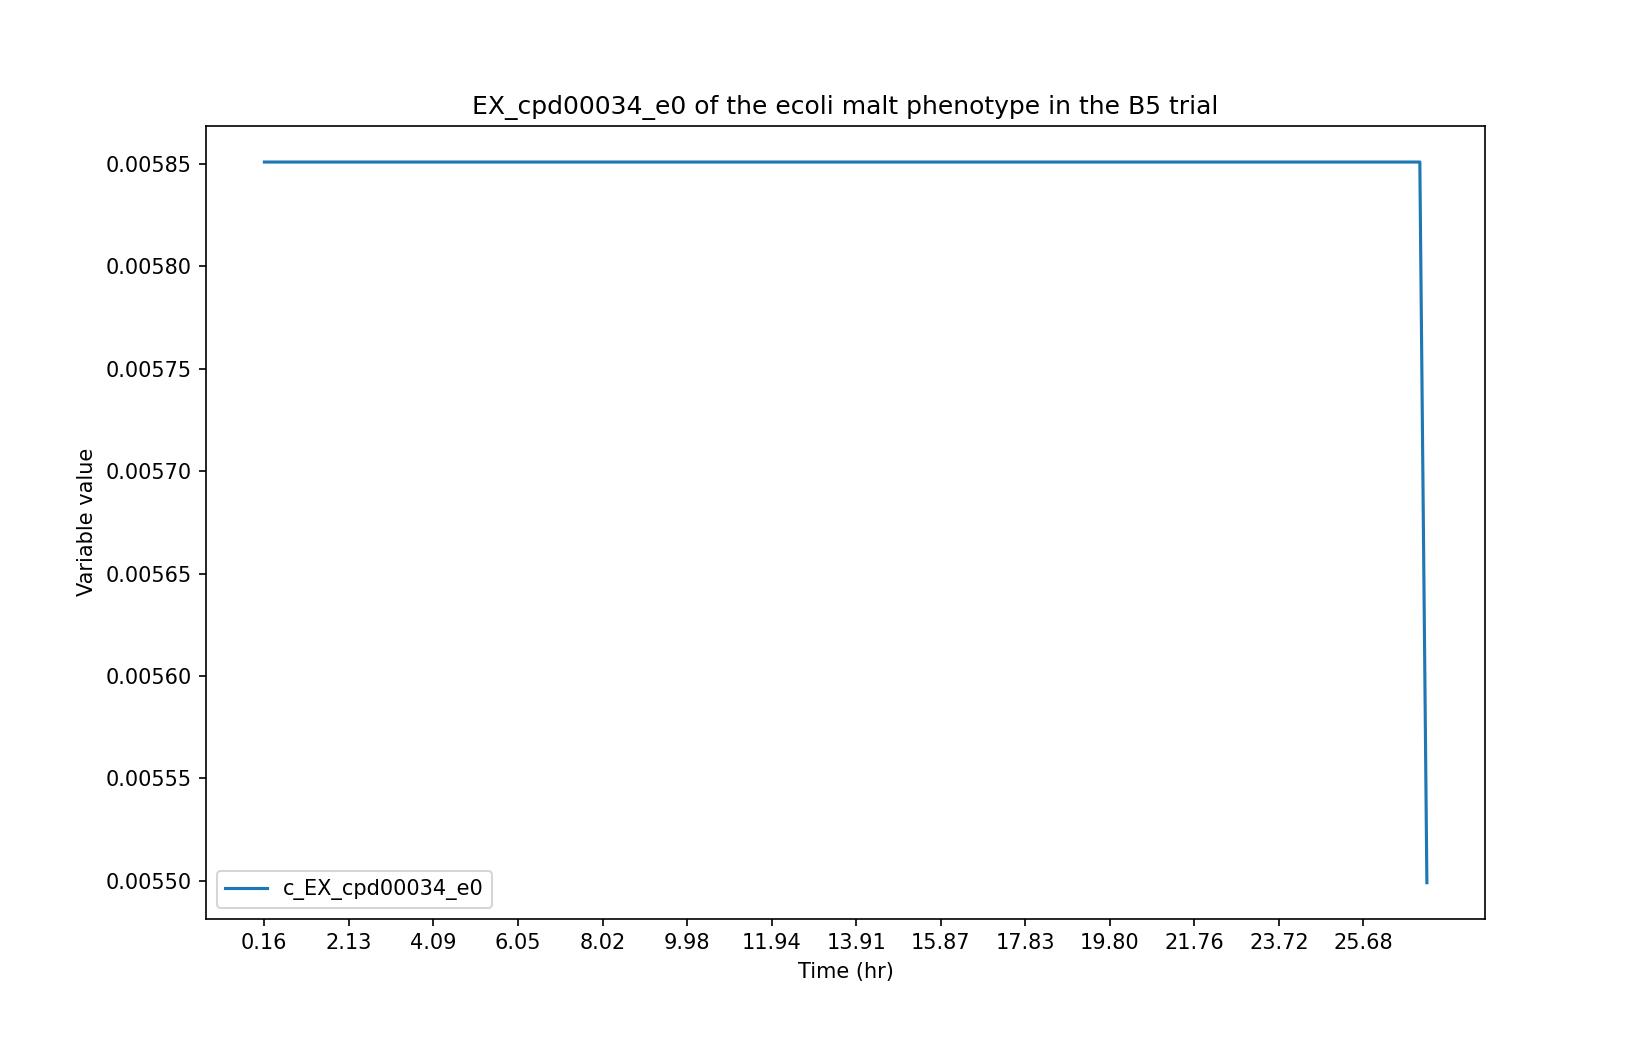 EX_cpd00034_e0 of the ecoli malt phenotype in the B5 trial
0.00585
0.00580
0.00575
0.00570
0.00565
0.00560
0.00555
0.00550
Variable value
c_EX_cpd00034_e0
0.16 2.13 4.09 6.05 8.02 9.98 11.94 13.91 15.87 17.83 19.80 21.76 23.72 25.68
Time (hr)